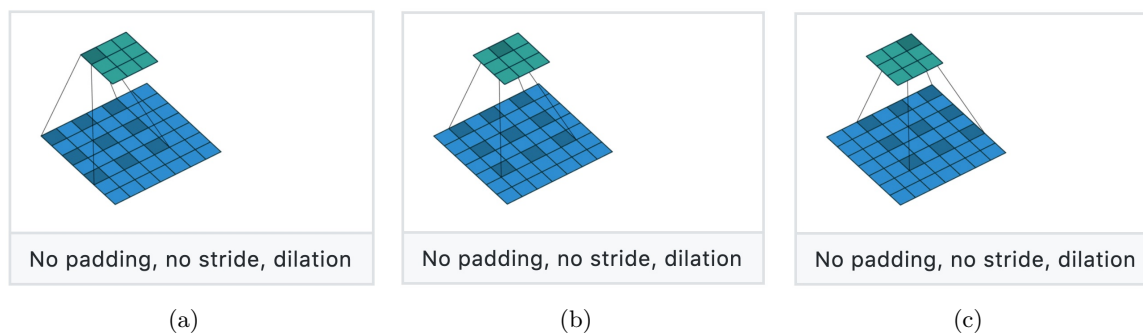 No padding, no stride, dilation
No padding, no stride, dilation
No padding, no stride, dilation
(a)
(b)
(c)